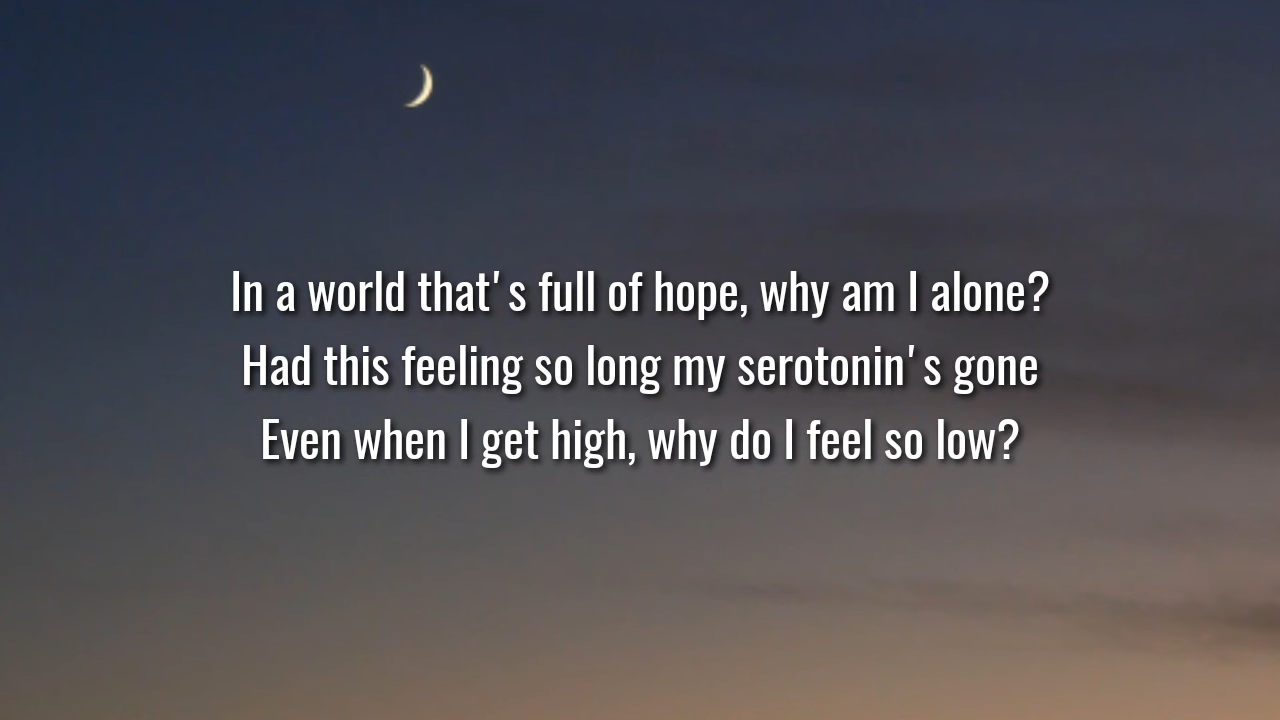 In a world that's full of hope, why am I alone?
Had this feeling so long my serotonin's gone
Even when I get high, why do I feel so low?